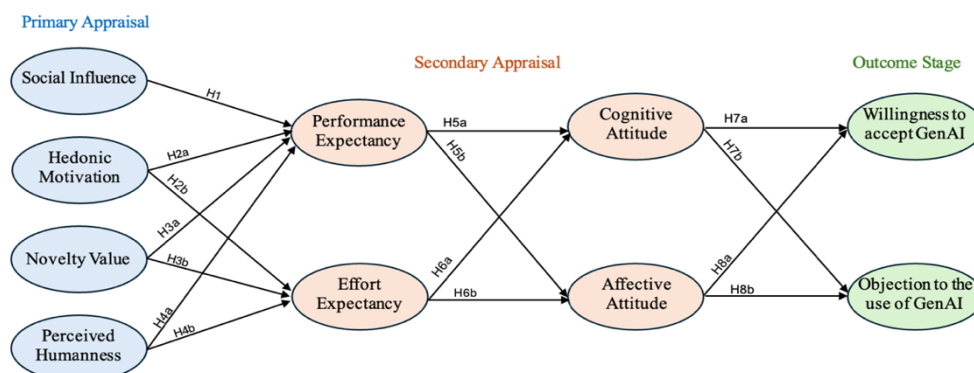 Primary Appraisal
Secondary Appraisal
Outcome Stage
Social Influence
Hedonic
Motivation
Novelty Value
Perceived
Humanness
H1
H2a
H2b
H3a
H3b
H4a
H4b
Performance
Expectancy
Effort
Expectancy
H5a
H5b
H6a
H6b
Cognitive
Attitude
Affective
Attitude
H7a
H7b
H8a
H8b
Willingness to
accept GenAI
Objection to the
use of GenAI